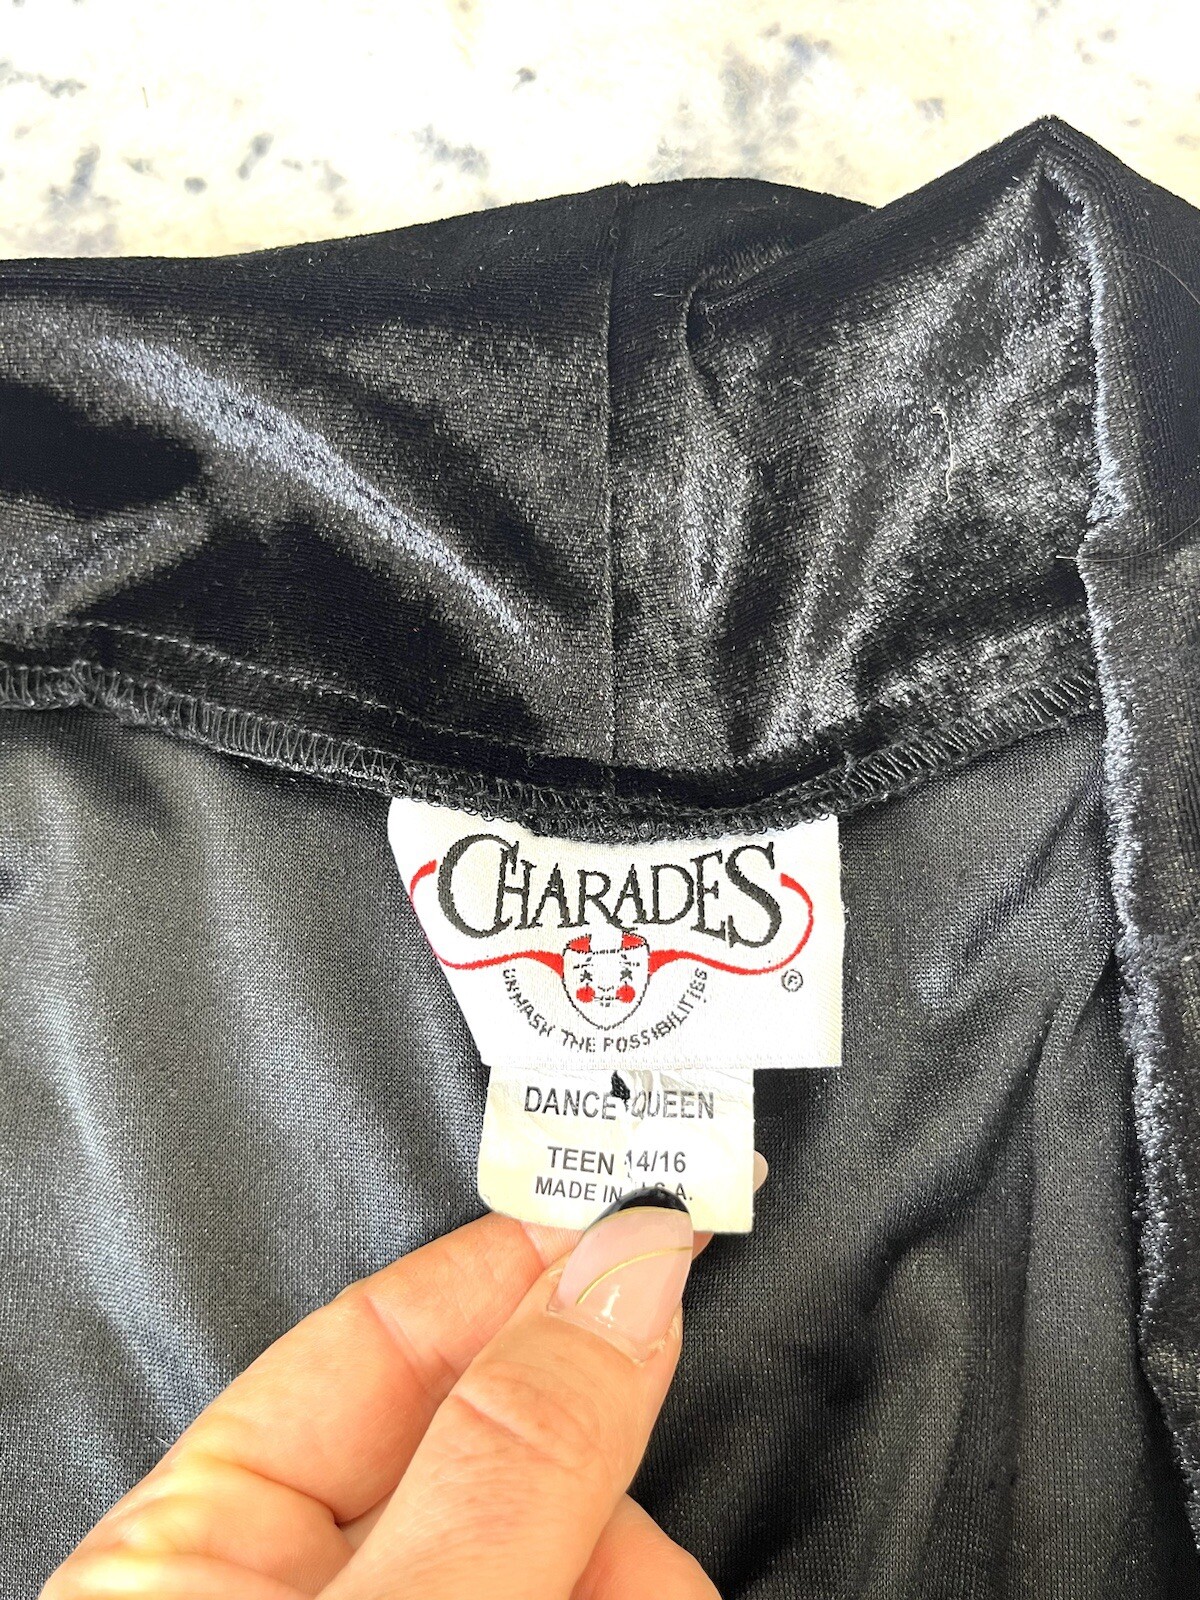 CHARADES
UNMASK THE POSSIBILITIES
®
DANCE QUEEN
TEEN 14/16
MADE IN U.S.A.